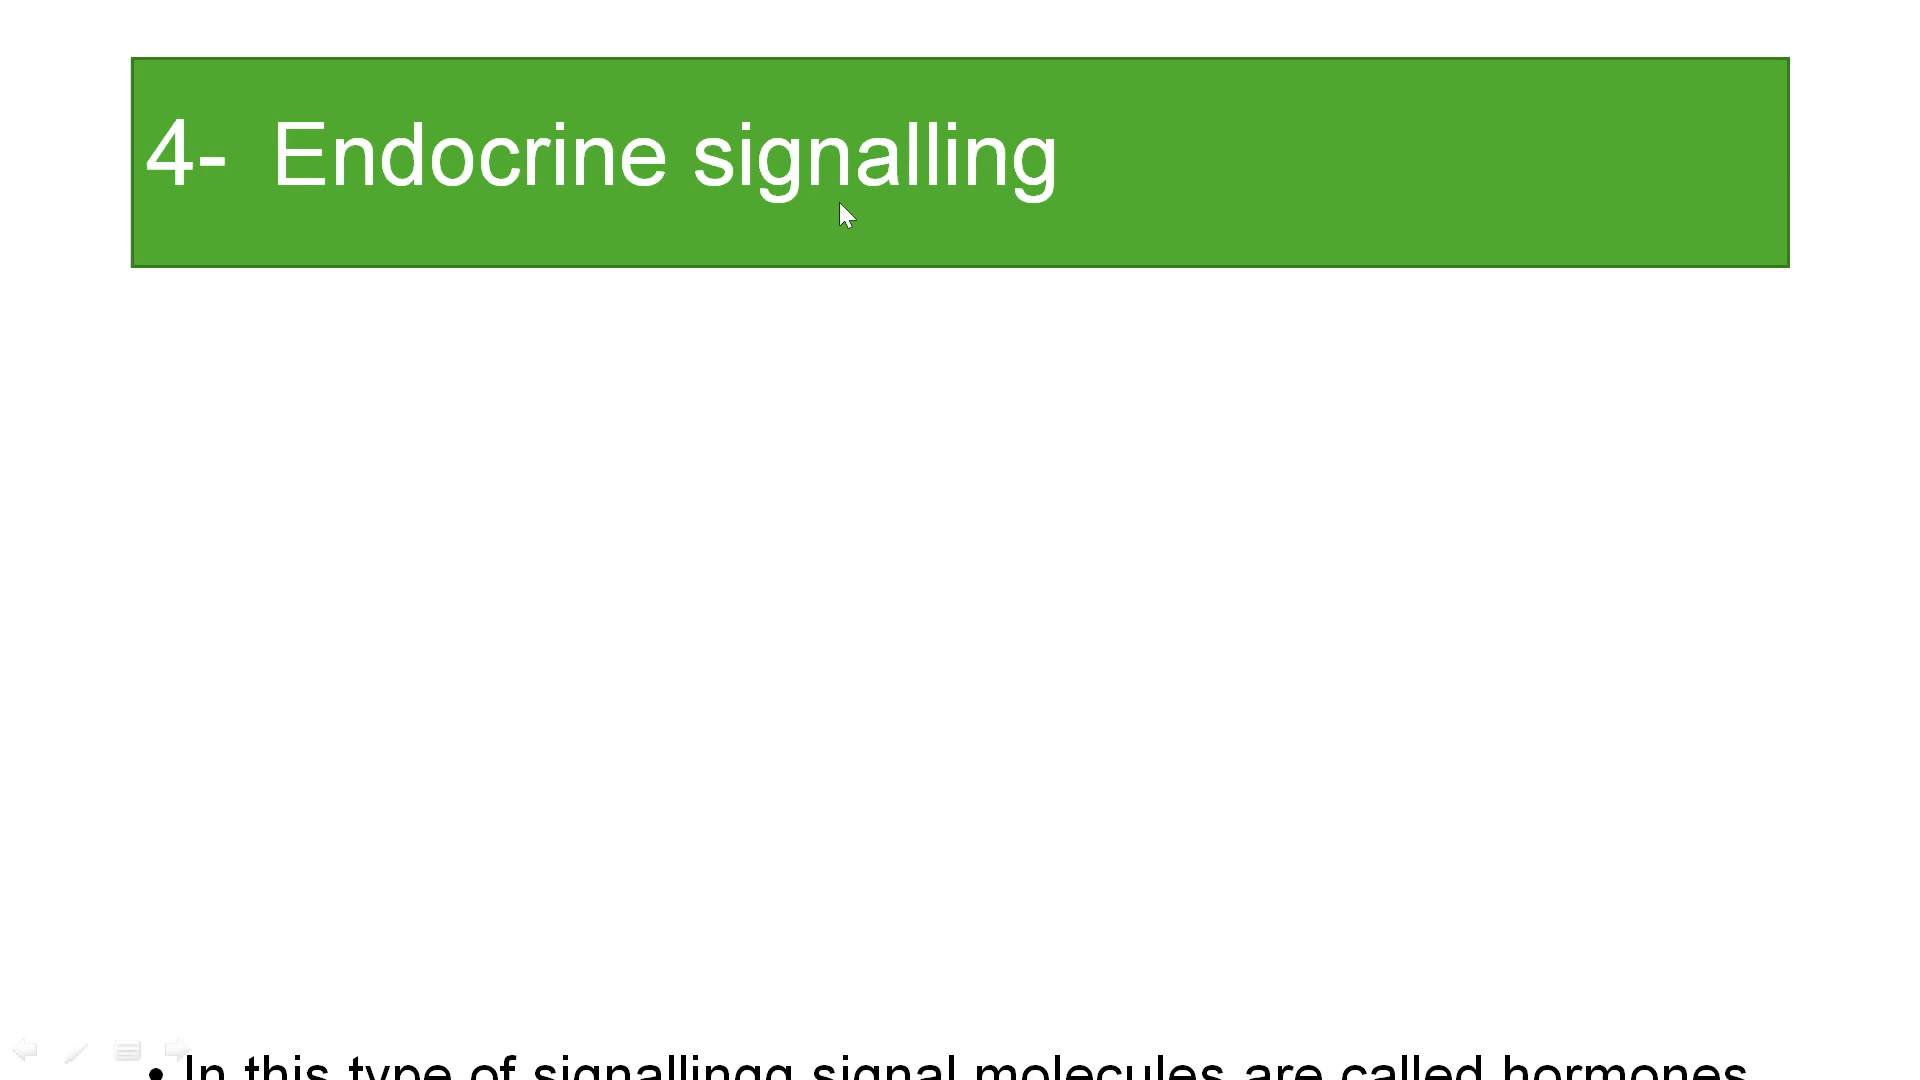 4- Endocrine signalling
• In this type of signallingg signal molecules are called hormones